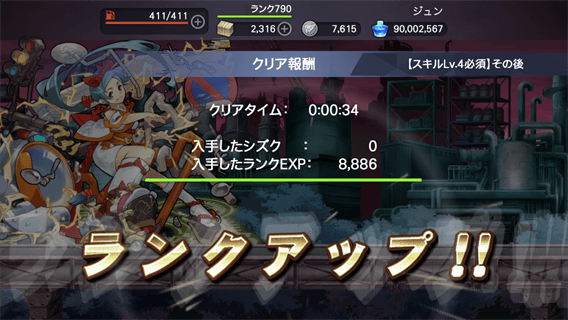 ランク790
411/411
2,316
7,615
ジュン
90,002,567
クリア報酬
【スキルLv.4必須】その後
クリアタイム: 0:00:34
入手したシズク : 0
入手したランクEXP: 8,886
ランクアップ!!